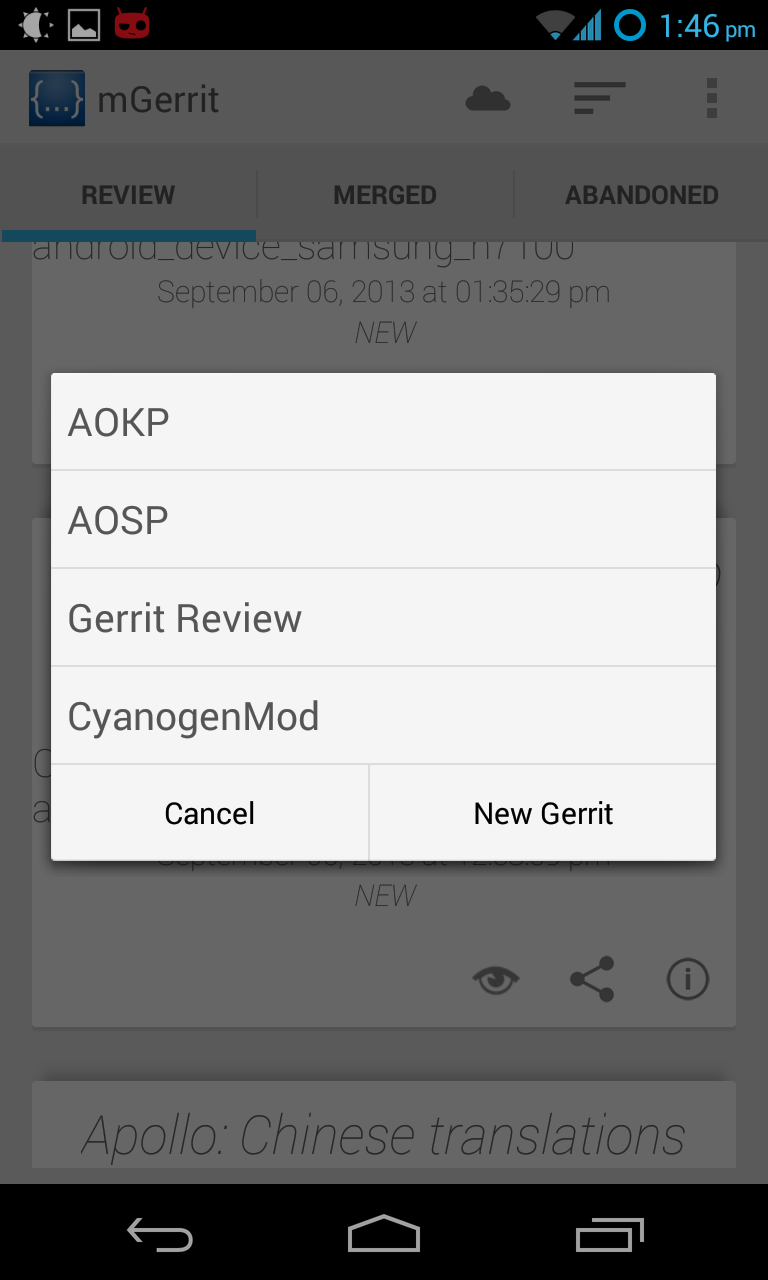 1:46 pm
{...} mGerrit
REVIEW MERGED ABANDONED
android_device_samsung_n7100
September 06, 2013 at 01:35:29 pm
NEW
AOKP
AOSP
Gerrit Review
CyanogenMod
Cancel New Gerrit
NEW
Apollo: Chinese translations